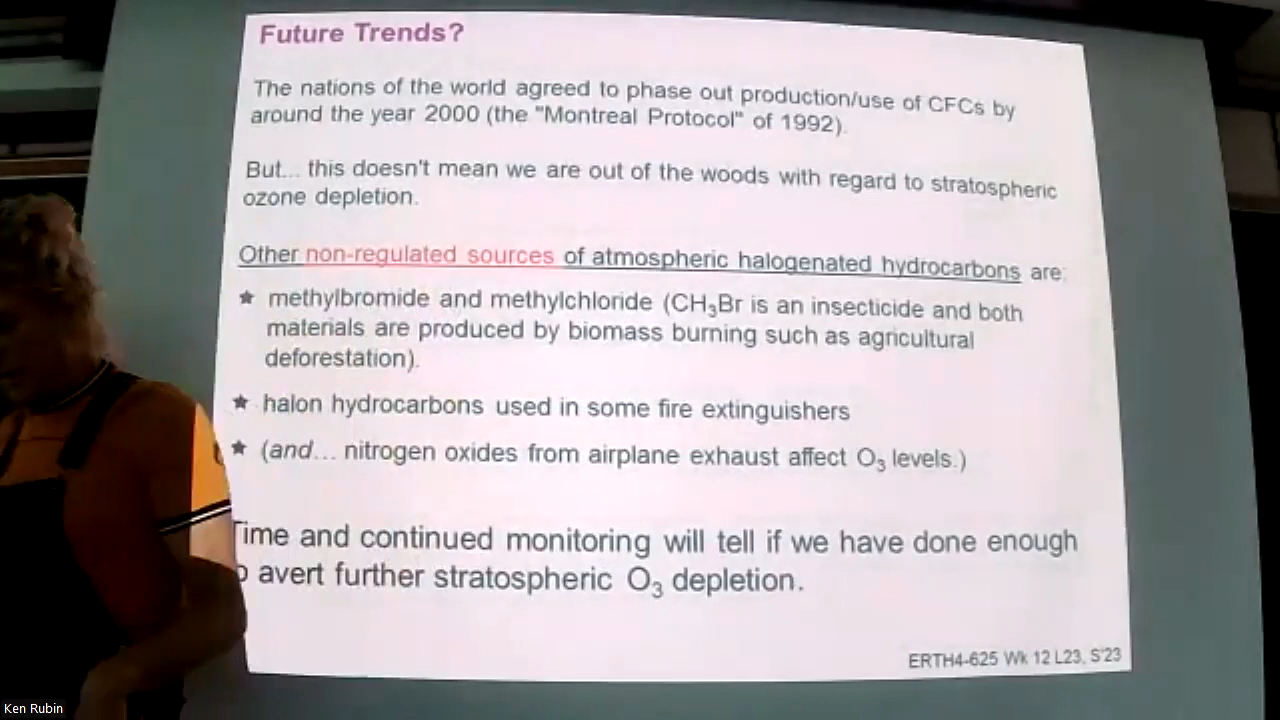 Future Trends?
The nations of the world agreed to phase out production/use of CFCs by
around the year 2000 (the "Montreal Protocol" of 1992).
But... this doesn't mean we are out of the woods with regard to stratospheric
ozone depletion.
Other non-regulated sources of atmospheric halogenated hydrocarbons are:
★ methylbromide and methylchloride (CH₃Br is an insecticide and both
materials are produced by biomass burning such as agricultural
deforestation).
★ halon hydrocarbons used in some fire extinguishers
★ (and... nitrogen oxides from airplane exhaust affect O₃ levels.)
Time and continued monitoring will tell if we have done enough
o avert further stratospheric O₃ depletion.
ERTH4-625 Wk 12 L23, S'23
Ken Rubin